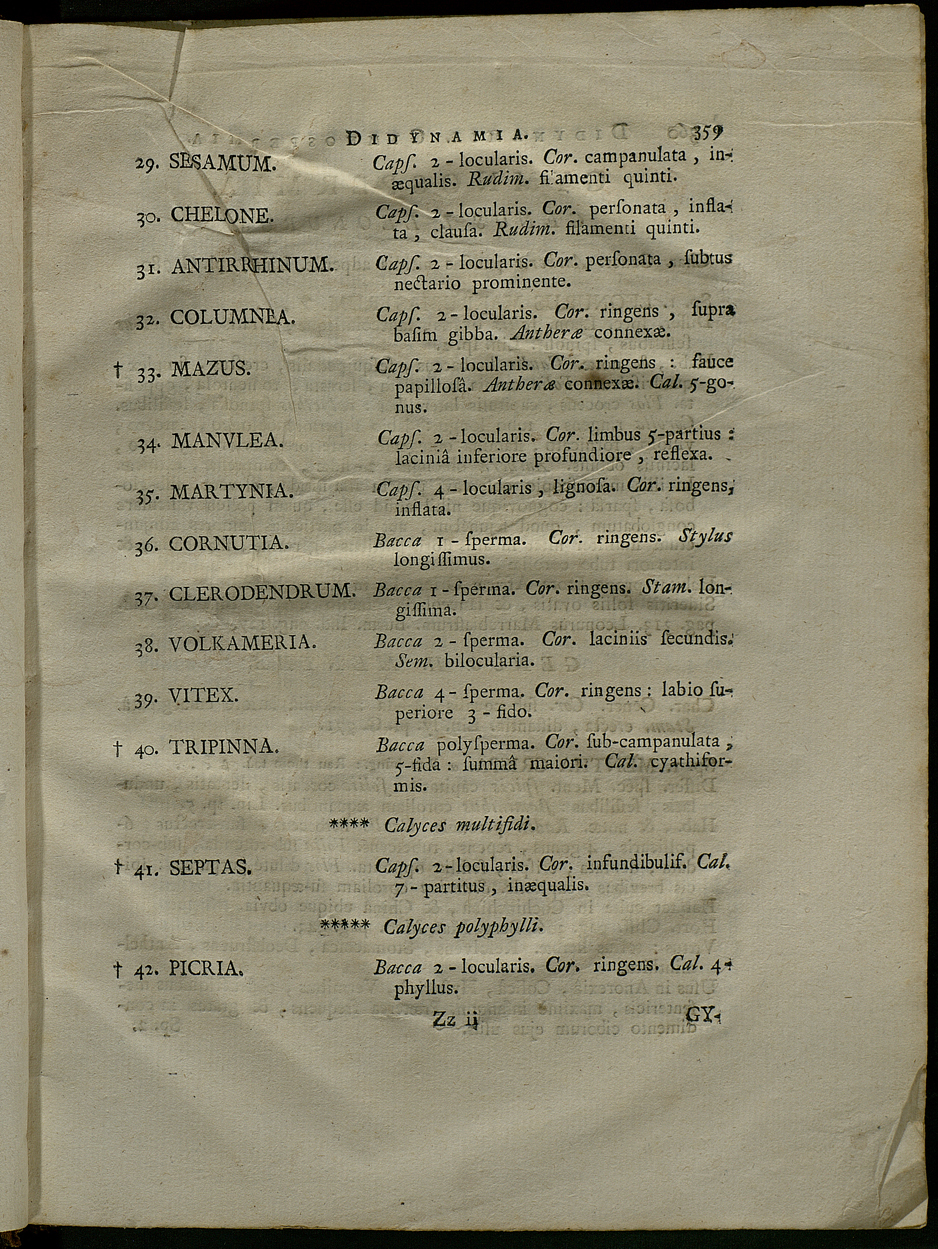 DIDYNAMIA. 359
29. SESAMUM. Capſ. 2-locularis. Cor. campanulata, in-
æqualis. Rudim. filamenti quinti.
30. CHELONE. Capſ. 2-locularis. Cor. perſonata, infla-
ta, clauſa. Rudim. filamenti quinti.
31. ANTIRRHINUM. Capſ. 2-locularis. Cor. perſonata, ſubtus
nectario prominente.
32. COLUMNEA. Capſ. 2-locularis. Cor. ringens, ſupra
baſim gibba. Antheræ connexæ.
† 33. MAZUS. Capſ. 2-locularis. Cor. ringens: fauce
papilloſâ. Antheræ connexæ. Cal. 5-go-
nus.
34. MANVLEA. Capſ. 2-locularis. Cor. limbus 5-partius:
laciniâ inferiore profundiore, reflexa.
35. MARTYNIA. Capſ. 4-locularis, lignoſa. Cor. ringens,
inflata.
36. CORNUTIA. Bacca 1-ſperma. Cor. ringens. Stylus
longiſſimus.
37. CLERODENDRUM. Bacca 1-ſperma. Cor. ringens. Stam. lon-
giſſima.
38. VOLKAMERIA. Bacca 2-ſperma. Cor. laciniis ſecundis.
Sem. bilocularia.
39. VITEX. Bacca 4-ſperma. Cor. ringens: labio ſu-
periore 3-fido.
† 40. TRIPINNA. Bacca polyſperma. Cor. ſub-campanulata,
5-fida: ſummâ maiori. Cal. cyathifor-
mis.
**** Calyces multifidi.
† 41. SEPTAS. Capſ. 2-locularis. Cor. infundibulif. Cal.
7-partitus, inæqualis.
***** Calyces polyphylli.
† 42. PICRIA. Bacca 2-locularis. Cor. ringens. Cal. 4-
phyllus.
Zz ij GY-